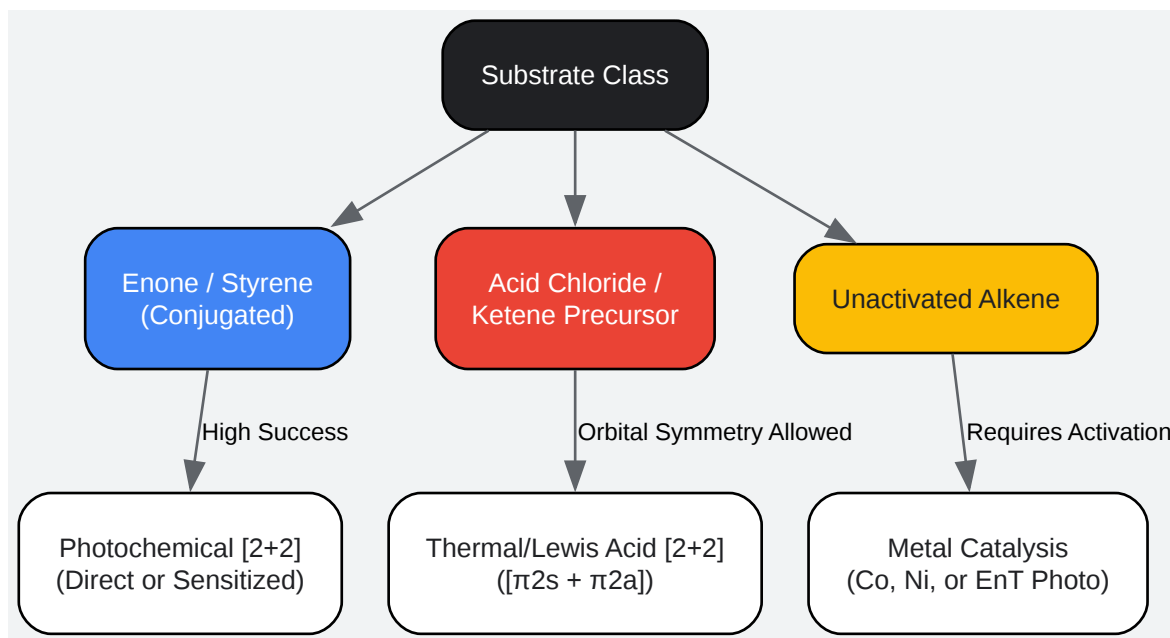 Substrate Class
Enone / Styrene
(Conjugated)
Acid Chloride /
Ketene Precursor
Unactivated Alkene
High Success
Orbital Symmetry Allowed
Requires Activation
Photochemical [2+2]
(Direct or Sensitized)
Thermal/Lewis Acid [2+2]
([π2s + π2a])
Metal Catalysis
(Co, Ni, or EnT Photo)